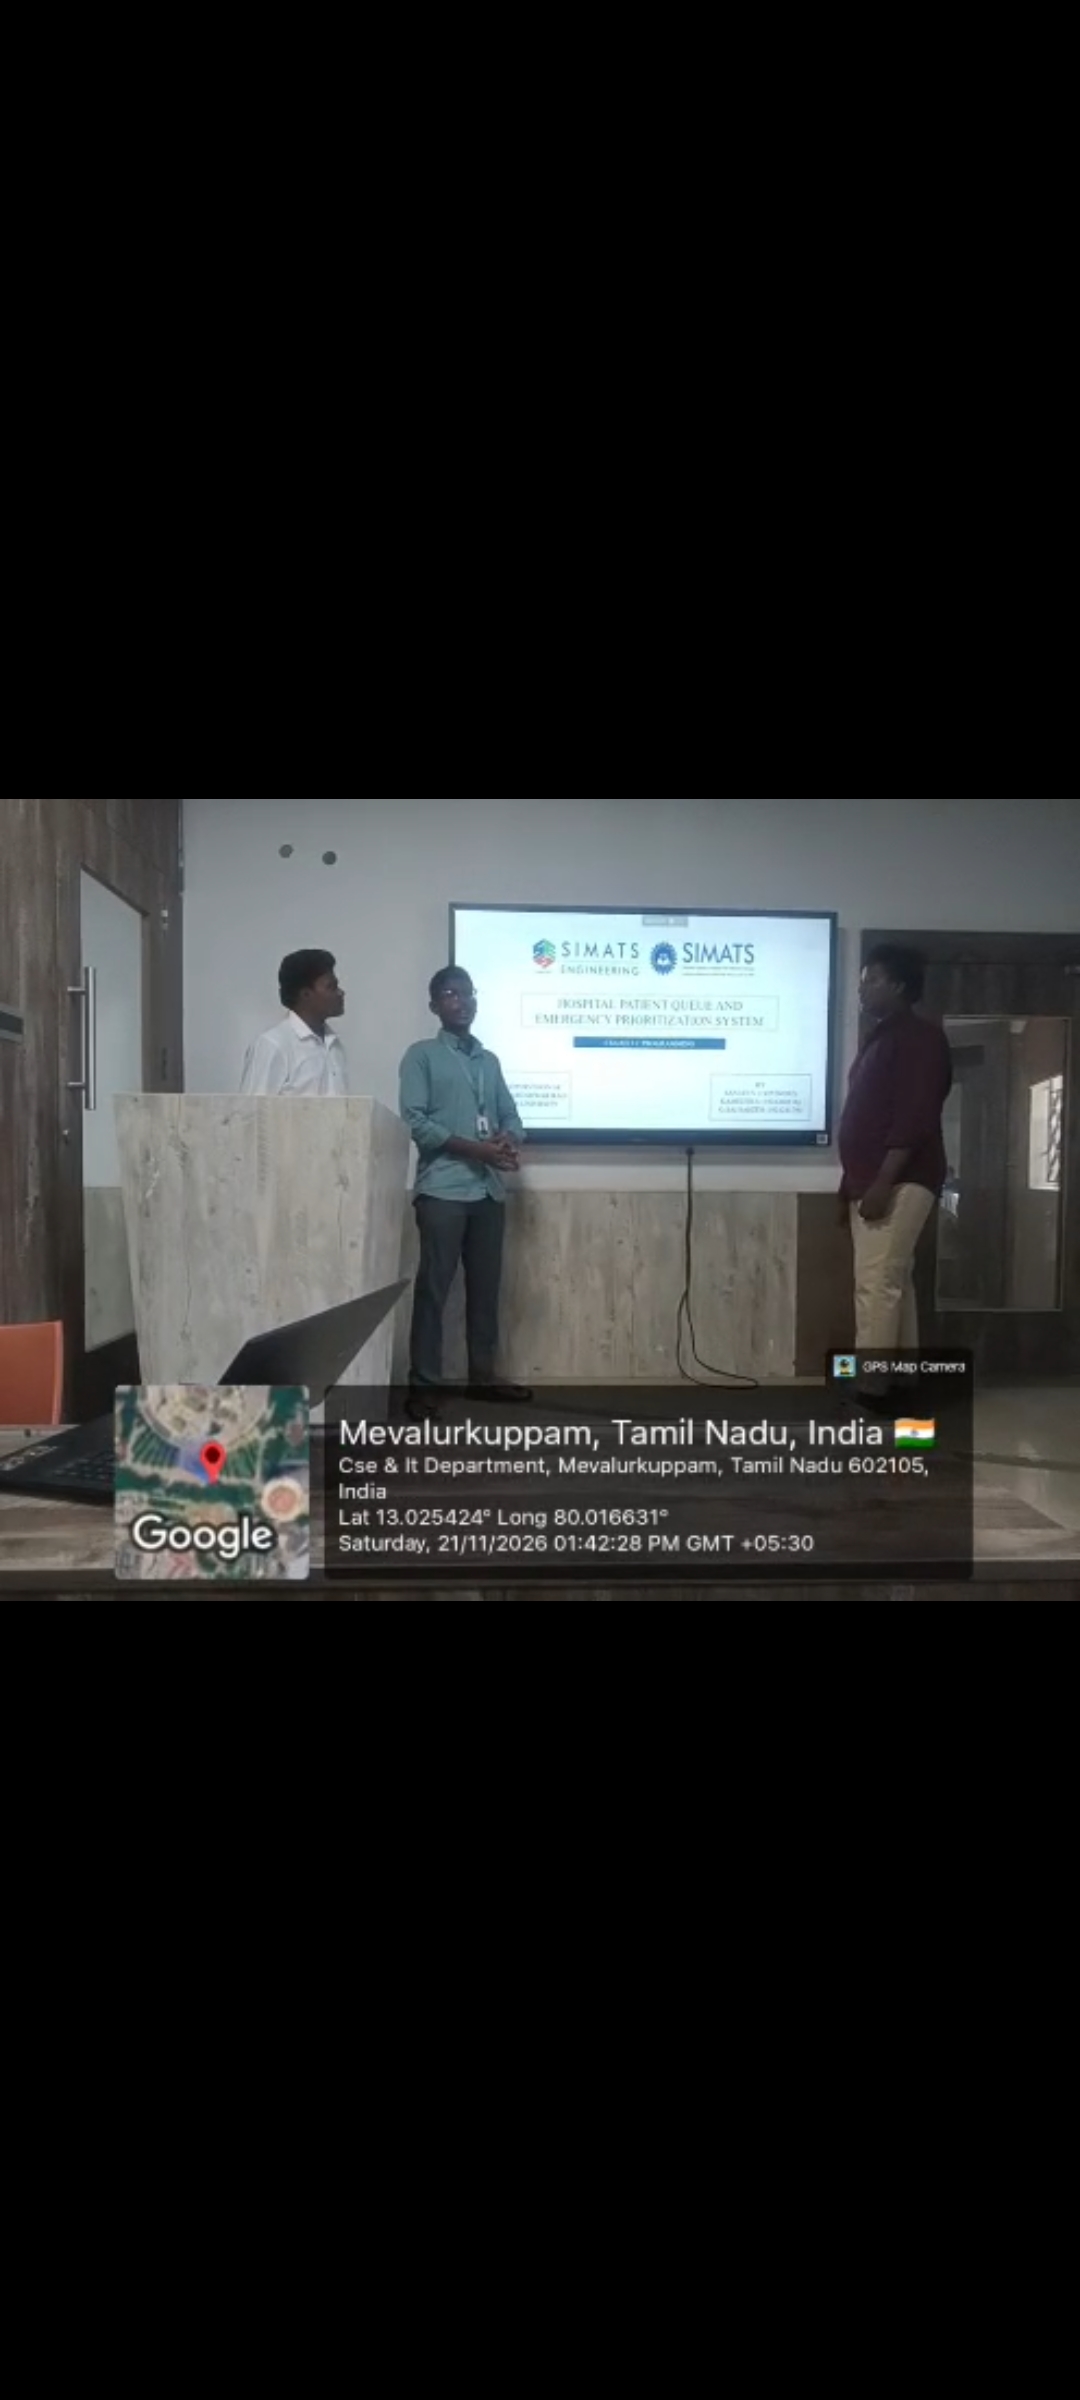 SIMATS
ENGINEERING
SIMATS
HOSPITAL PATIENT QUEUE AND
EMERGENCY PRIORITIZATION SYSTEM
PROGRAMMING
BY
GPS Map Camera
Mevalurkuppam, Tamil Nadu, India
Cse & It Department, Mevalurkuppam, Tamil Nadu 602105,
India
Lat 13.025424° Long 80.016631°
Saturday, 21/11/2026 01:42:28 PM GMT +05:30
Google